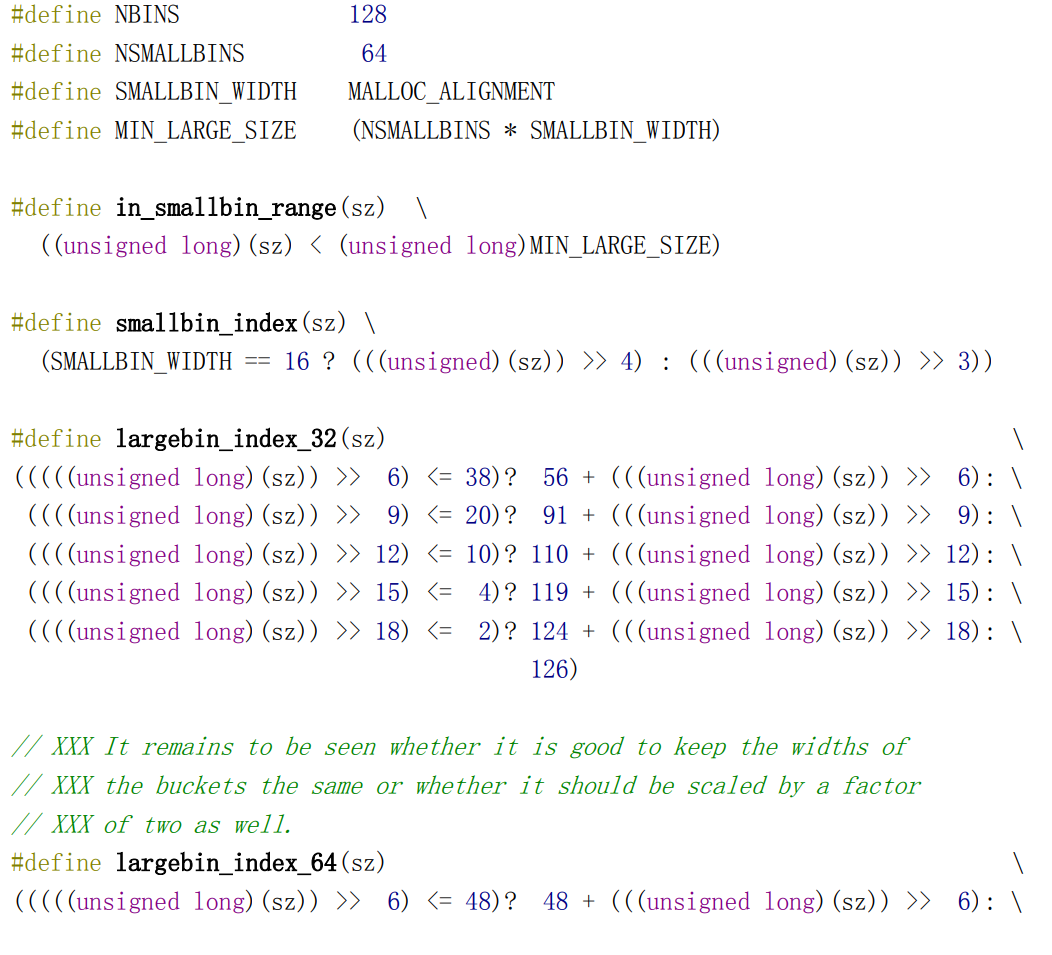 #define NBINS 128
#define NSMALLBINS 64
#define SMALLBIN_WIDTH MALLOC_ALIGNMENT
#define MIN_LARGE_SIZE (NSMALLBINS * SMALLBIN_WIDTH)
#define in_smallbin_range(sz) \
((unsigned long)(sz) < (unsigned long)MIN_LARGE_SIZE)
#define smallbin_index(sz) \
(SMALLBIN_WIDTH == 16 ? (((unsigned)(sz)) >> 4) : (((unsigned)(sz)) >> 3))
#define largebin_index_32(sz) \
(((((unsigned long)(sz)) >> 6) <= 38)? 56 + (((unsigned long)(sz)) >> 6): \
((((unsigned long)(sz)) >> 9) <= 20)? 91 + (((unsigned long)(sz)) >> 9): \
((((unsigned long)(sz)) >> 12) <= 10)? 110 + (((unsigned long)(sz)) >> 12): \
((((unsigned long)(sz)) >> 15) <= 4)? 119 + (((unsigned long)(sz)) >> 15): \
((((unsigned long)(sz)) >> 18) <= 2)? 124 + (((unsigned long)(sz)) >> 18): \
126)
// XXX It remains to be seen whether it is good to keep the widths of
// XXX the buckets the same or whether it should be scaled by a factor
// XXX of two as well.
#define largebin_index_64(sz) \
(((((unsigned long)(sz)) >> 6) <= 48)? 48 + (((unsigned long)(sz)) >> 6): \